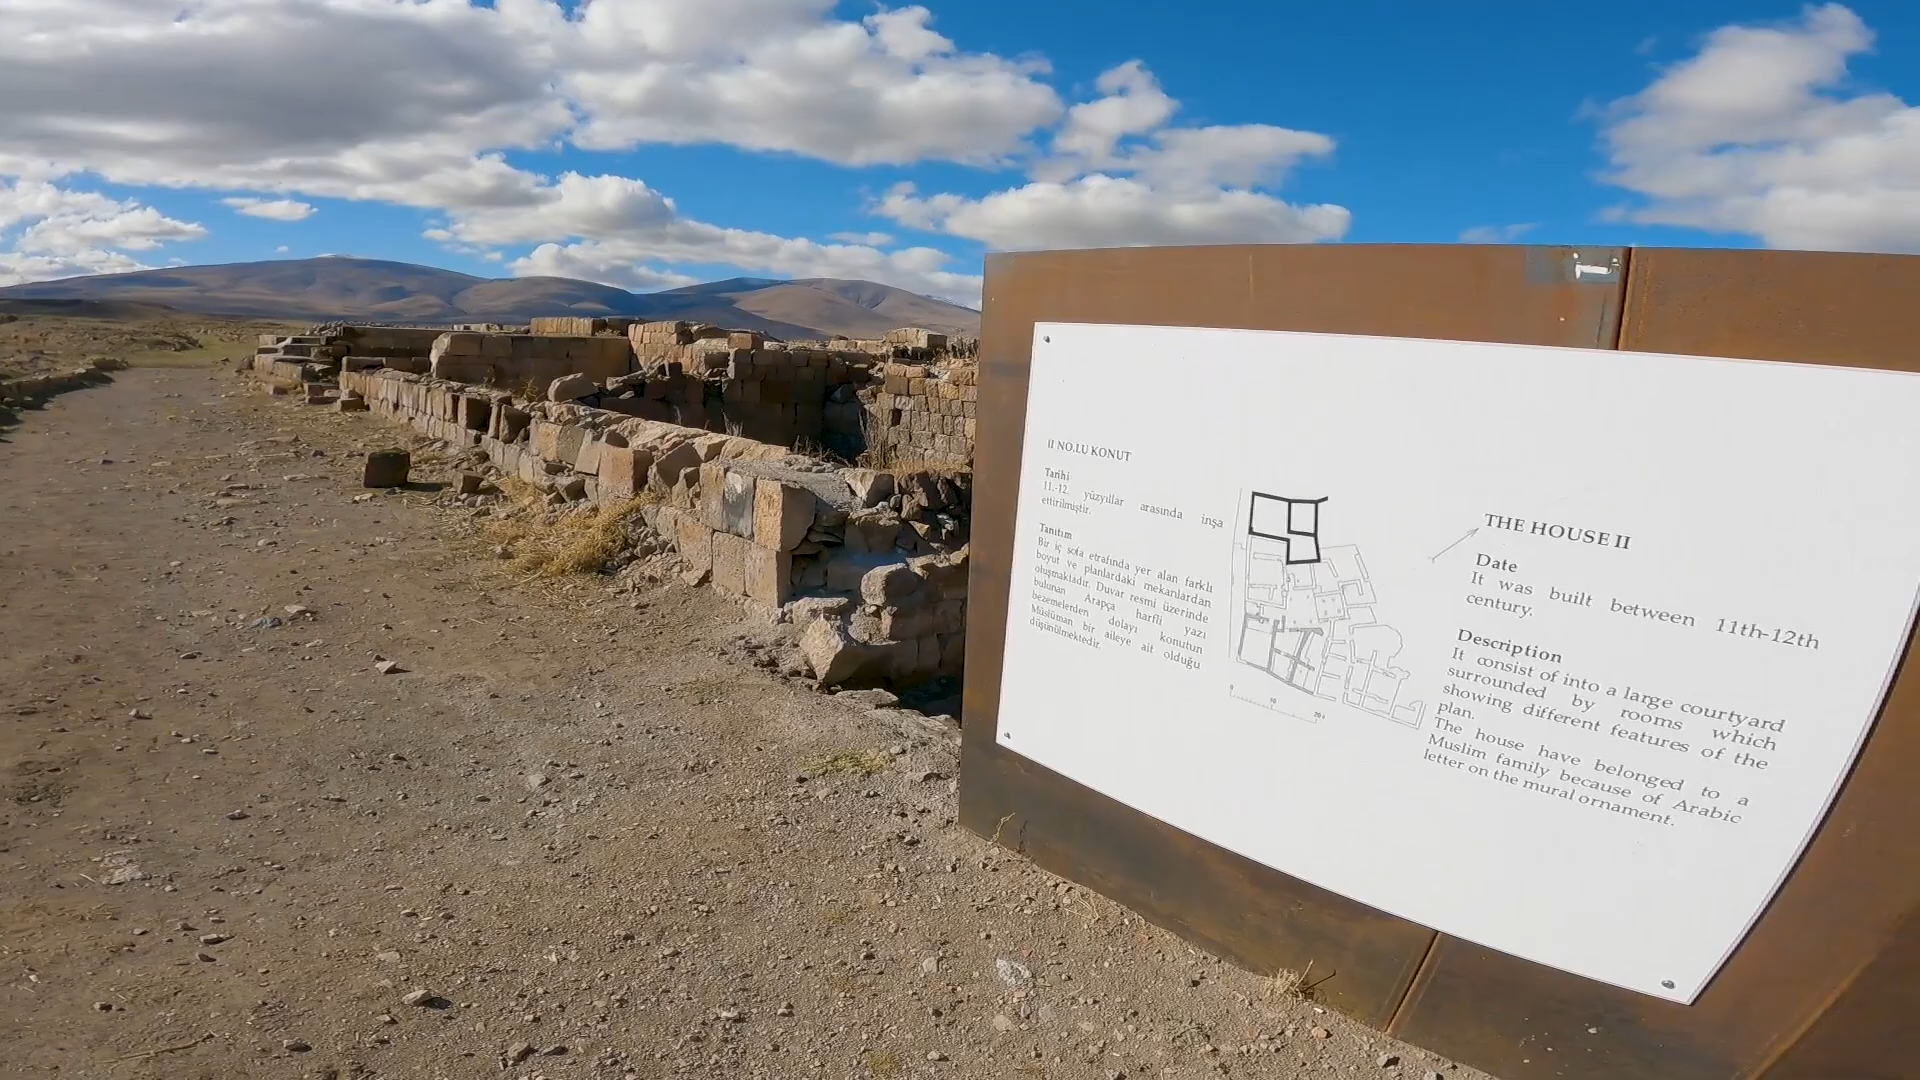 II NO.LU KONUT
Tarihi
11.-12. yüzyıllar arasında inşa
ettirilmiştir.
Tanıtım
Bir iç sofa etrafında yer alan farklı
boyut ve planlardaki mekanlardan
oluşmaktadır. Duvar resmi üzerinde
bulunan Arapça harfli yazı
bezemelerden dolayı konutun
Müslüman bir aileye ait olduğu
düşünülmektedir.
0 10 20
THE HOUSE II
Date
It was built between 11th-12th
century.
Description
It consist of into a large courtyard
surrounded by rooms which
showing different features of the
plan.
The house have belonged to a
Muslim family because of Arabic
letter on the mural ornament.